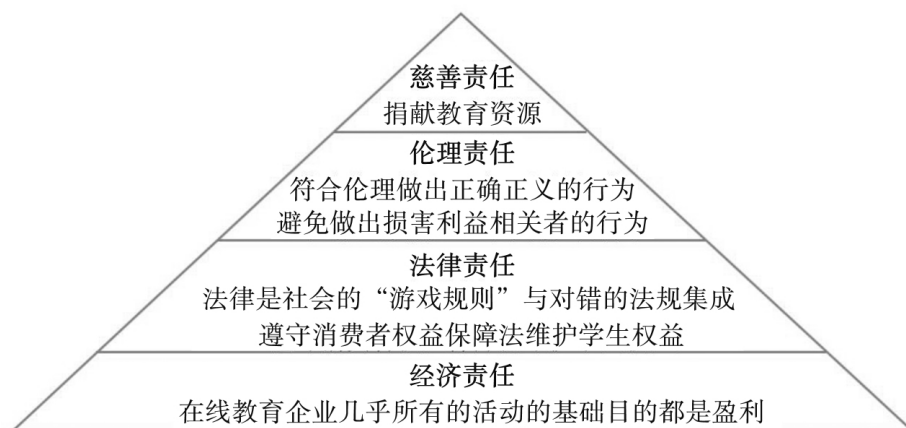 慈善责任
捐献教育资源
伦理责任
符合伦理做出正确正义的行为
避免做出损害利益相关者的行为
法律责任
法律是社会的“游戏规则”与对错的法规集成
遵守消费者权益保障法维护学生权益
经济责任
在线教育企业几乎所有的活动的基础目的都是盈利